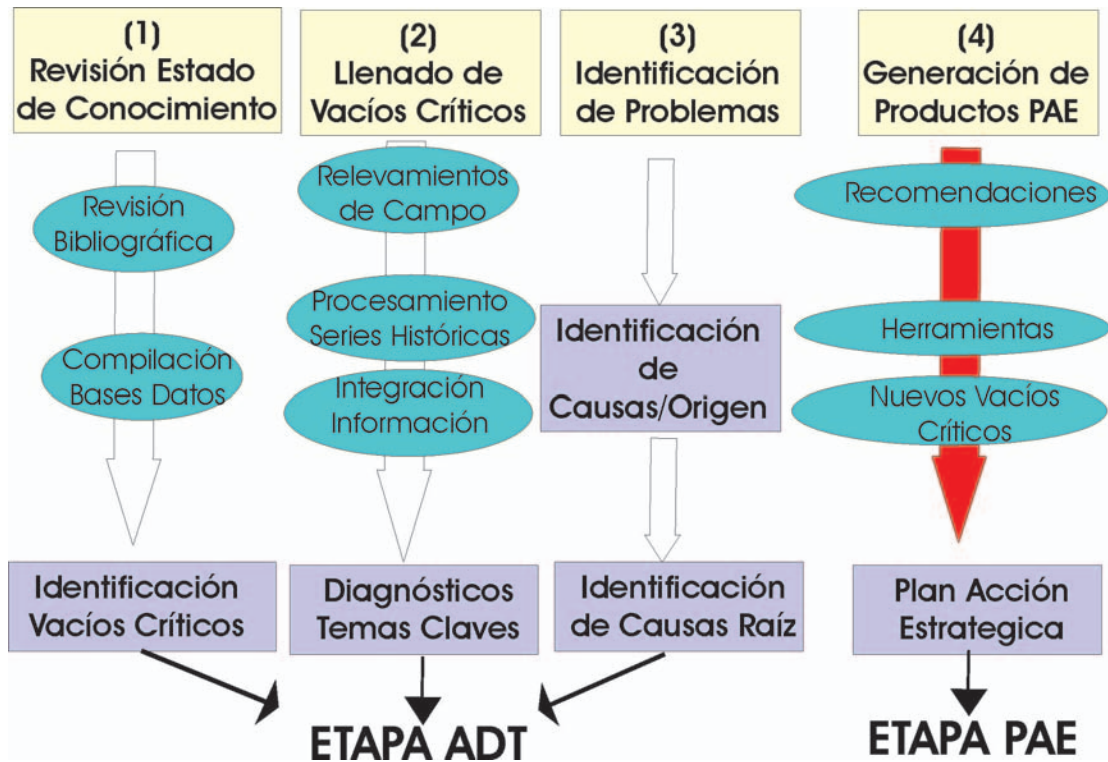 (1)
Revisión Estado
de Conocimiento
Revisión
Bibliográfica
Compilación
Bases Datos
Identificación
Vacíos Críticos
(2)
Llenado de
Vacíos Críticos
Relevamientos
de Campo
Procesamiento
Series Históricas
Integración
Información
Diagnósticos
Temas Claves
(3)
Identificación
de Problemas
Identificación
de
Causas/Origen
Identificación
de Causas Raíz
ETAPA ADT
(4)
Generación de
Productos PAE
Recomendaciones
Herramientas
Nuevos Vacíos
Críticos
Plan Acción
Estrategica
ETAPA PAE